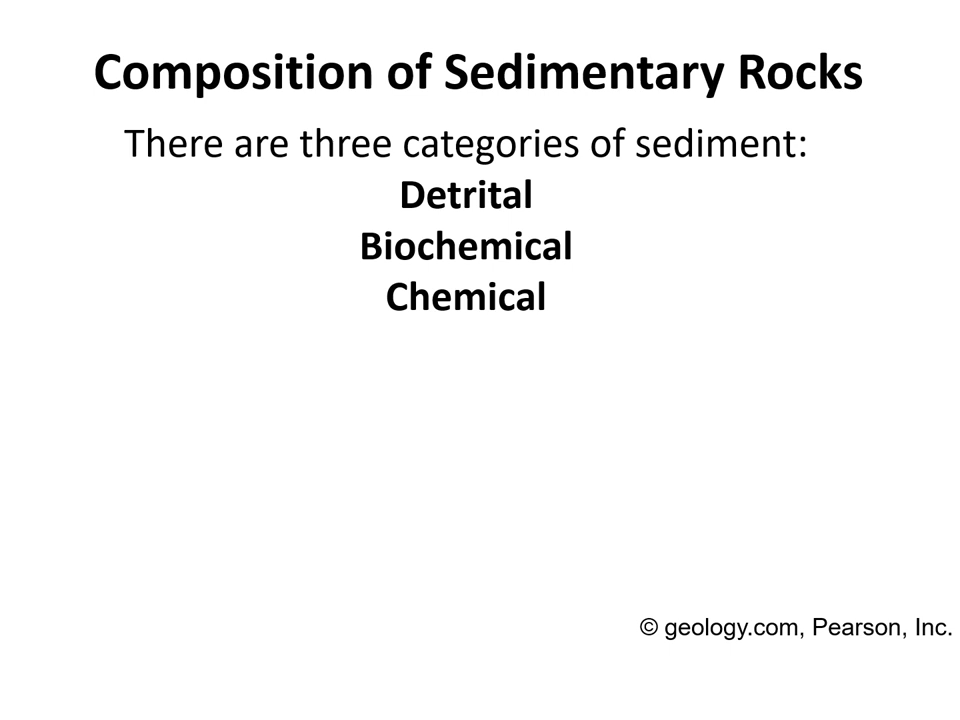 Composition of Sedimentary Rocks
There are three categories of sediment:
Detrital
Biochemical
Chemical
© geology.com, Pearson, Inc.